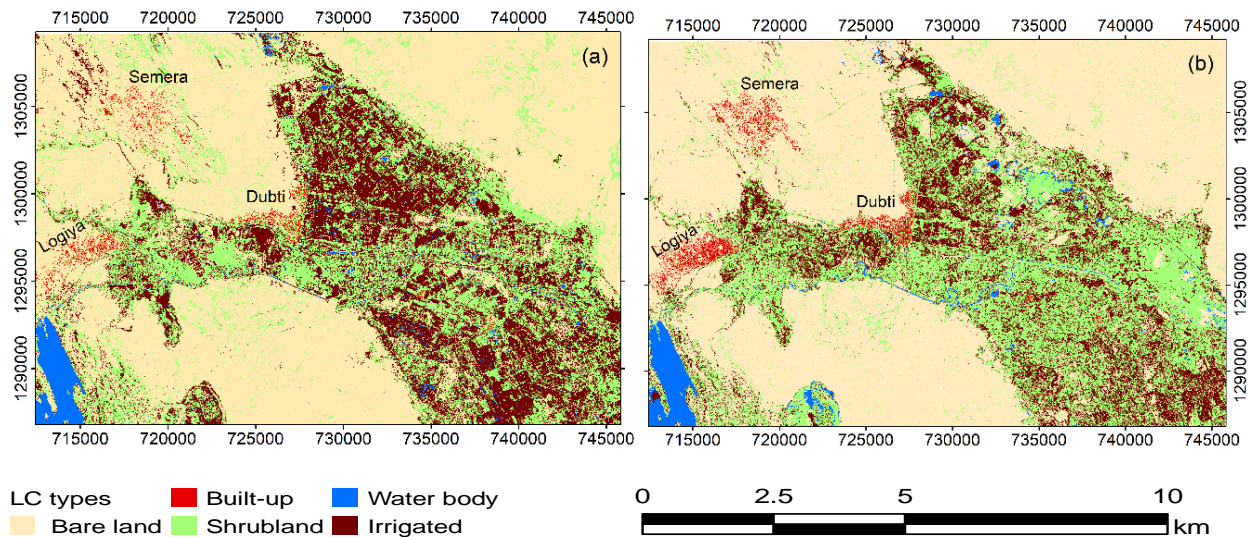 715000 720000 725000 730000 735000 740000 745000
715000 720000 725000 730000 735000 740000 745000
(a)
Semera
Dubti
Logiya
1305000
1300000
1295000
1290000
(b)
Semera
Dubti
Logiya
1305000
1300000
1295000
1290000
715000 720000 725000 730000 735000 740000 745000
715000 720000 725000 730000 735000 740000 745000
LC types Built-up Water body
Bare land Shrubland Irrigated
0 2.5 5 10
km